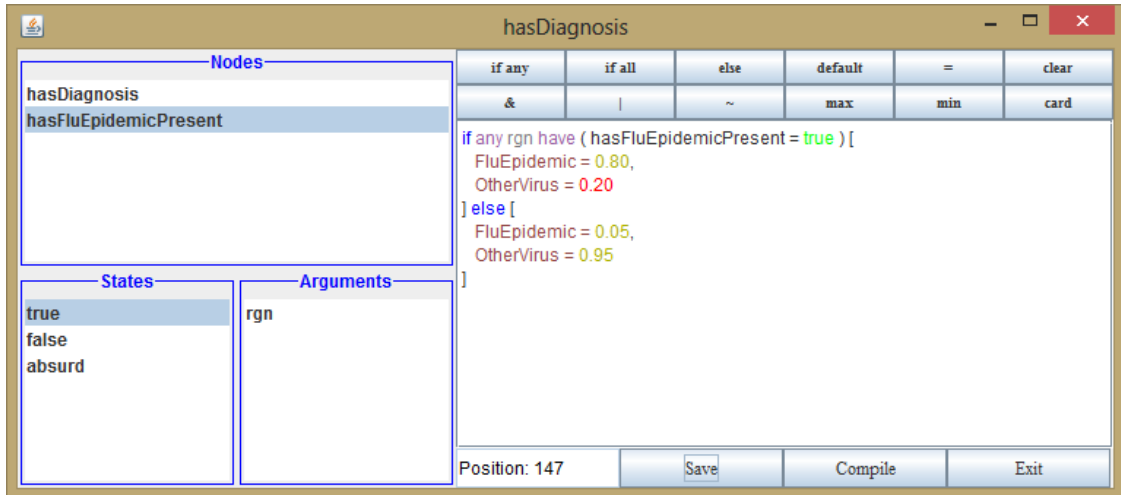 hasDiagnosis
Nodes
hasDiagnosis
hasFluEpidemicPresent
States
true
false
absurd
Arguments
rgn
if any if all else default = clear
& | ~ max min card
if any rgn have ( hasFluEpidemicPresent = true ) [
FluEpidemic = 0.80,
OtherVirus = 0.20
] else [
FluEpidemic = 0.05,
OtherVirus = 0.95
]
Position: 147 Save Compile Exit